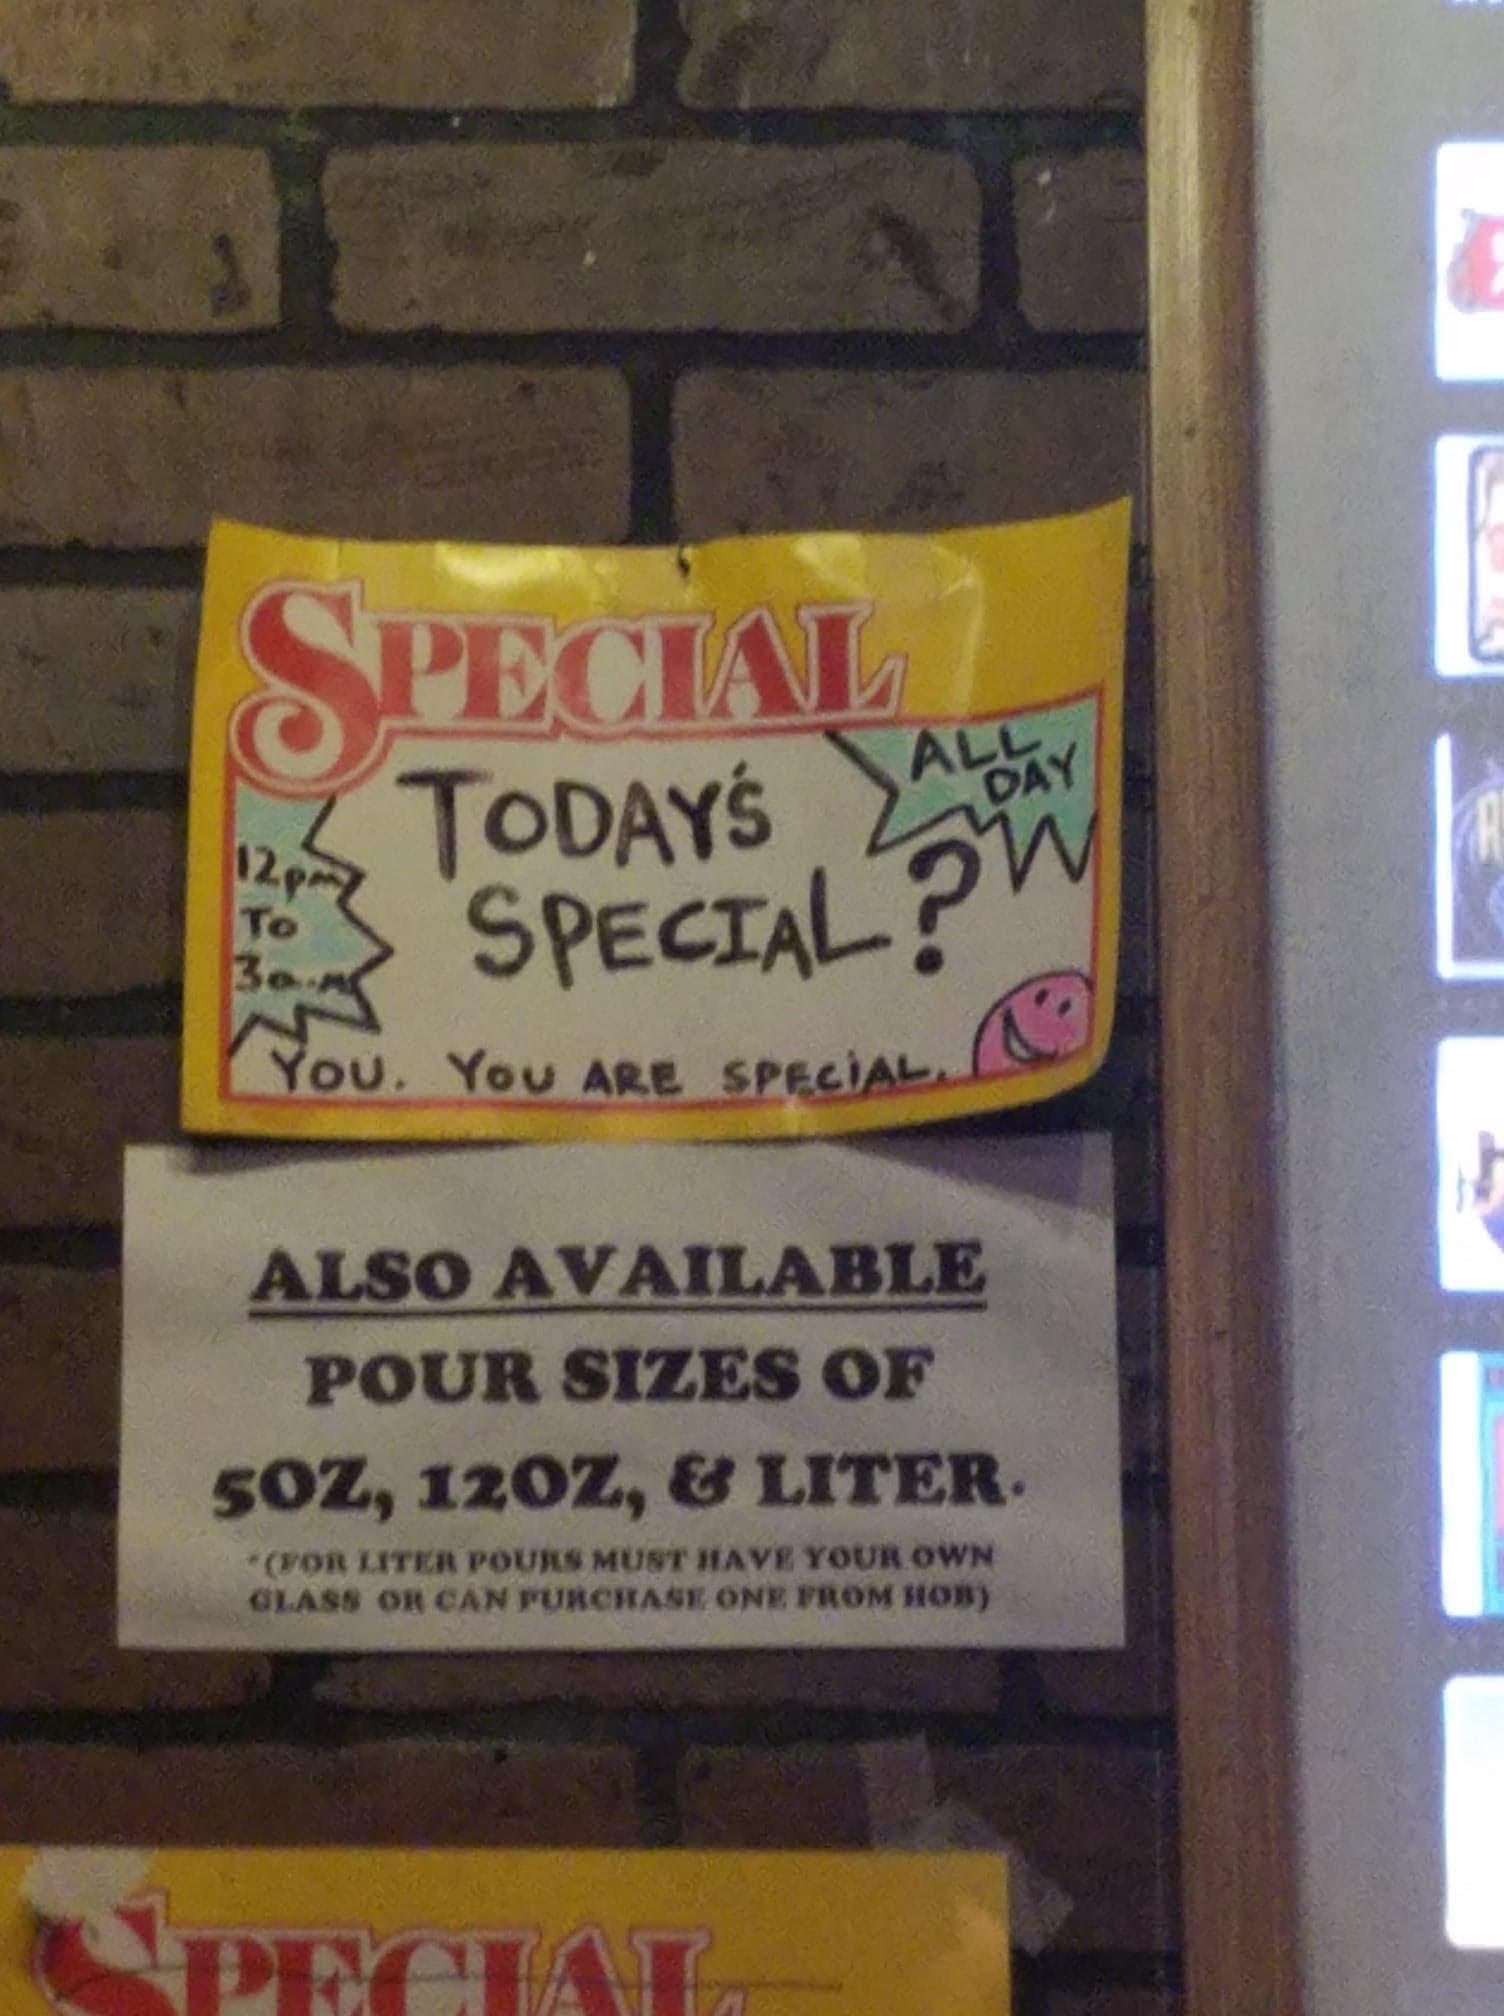 SPECIAL
ALL
DAY
TODAY'S
SPECIAL?
12pm
To
3am
YOU. YOU ARE SPECIAL.
ALSO AVAILABLE
POUR SIZES OF
5OZ, 12OZ, & LITER.
*(FOR LITER POURS MUST HAVE YOUR OWN
GLASS OR CAN PURCHASE ONE FROM HOB)
SPECIAL